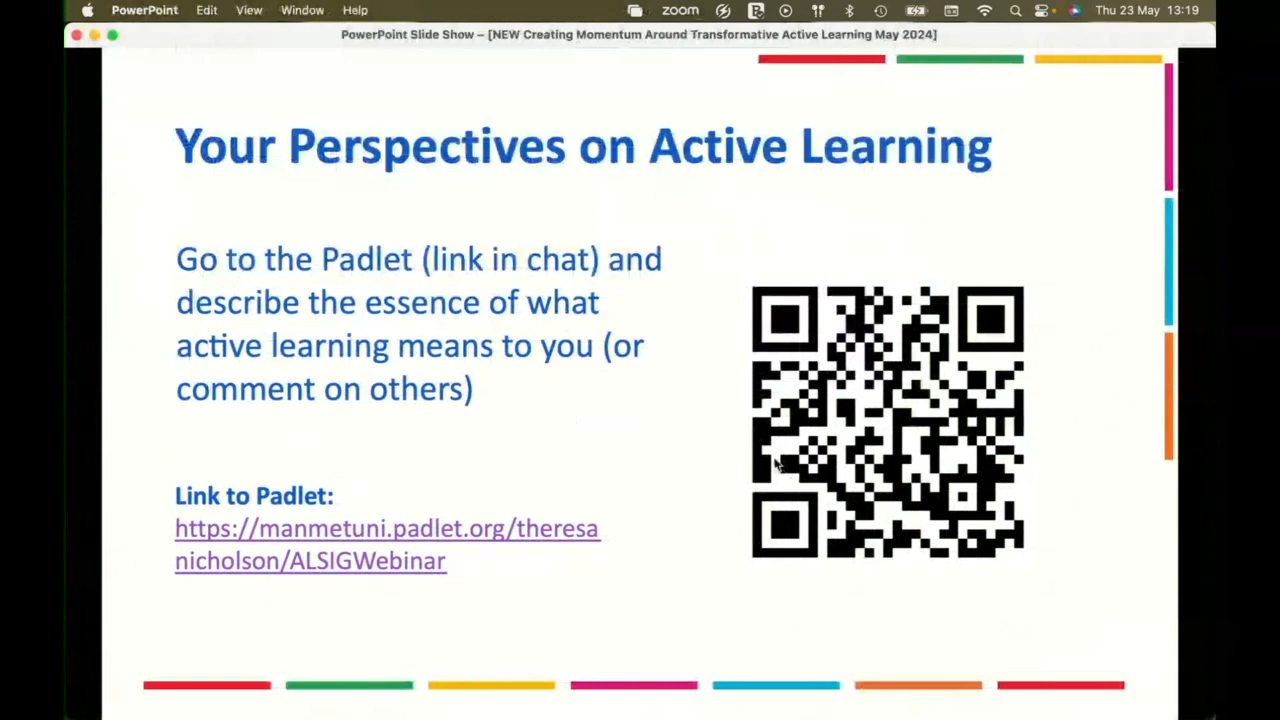 PowerPoint Edit View Window Help zoom Thu 23 May 13:19
PowerPoint Slide Show – [NEW Creating Momentum Around Transformative Active Learning May 2024]
Your Perspectives on Active Learning
Go to the Padlet (link in chat) and
describe the essence of what
active learning means to you (or
comment on others)
Link to Padlet:
https://manmetuni.padlet.org/theresa
nicholson/ALSIGWebinar